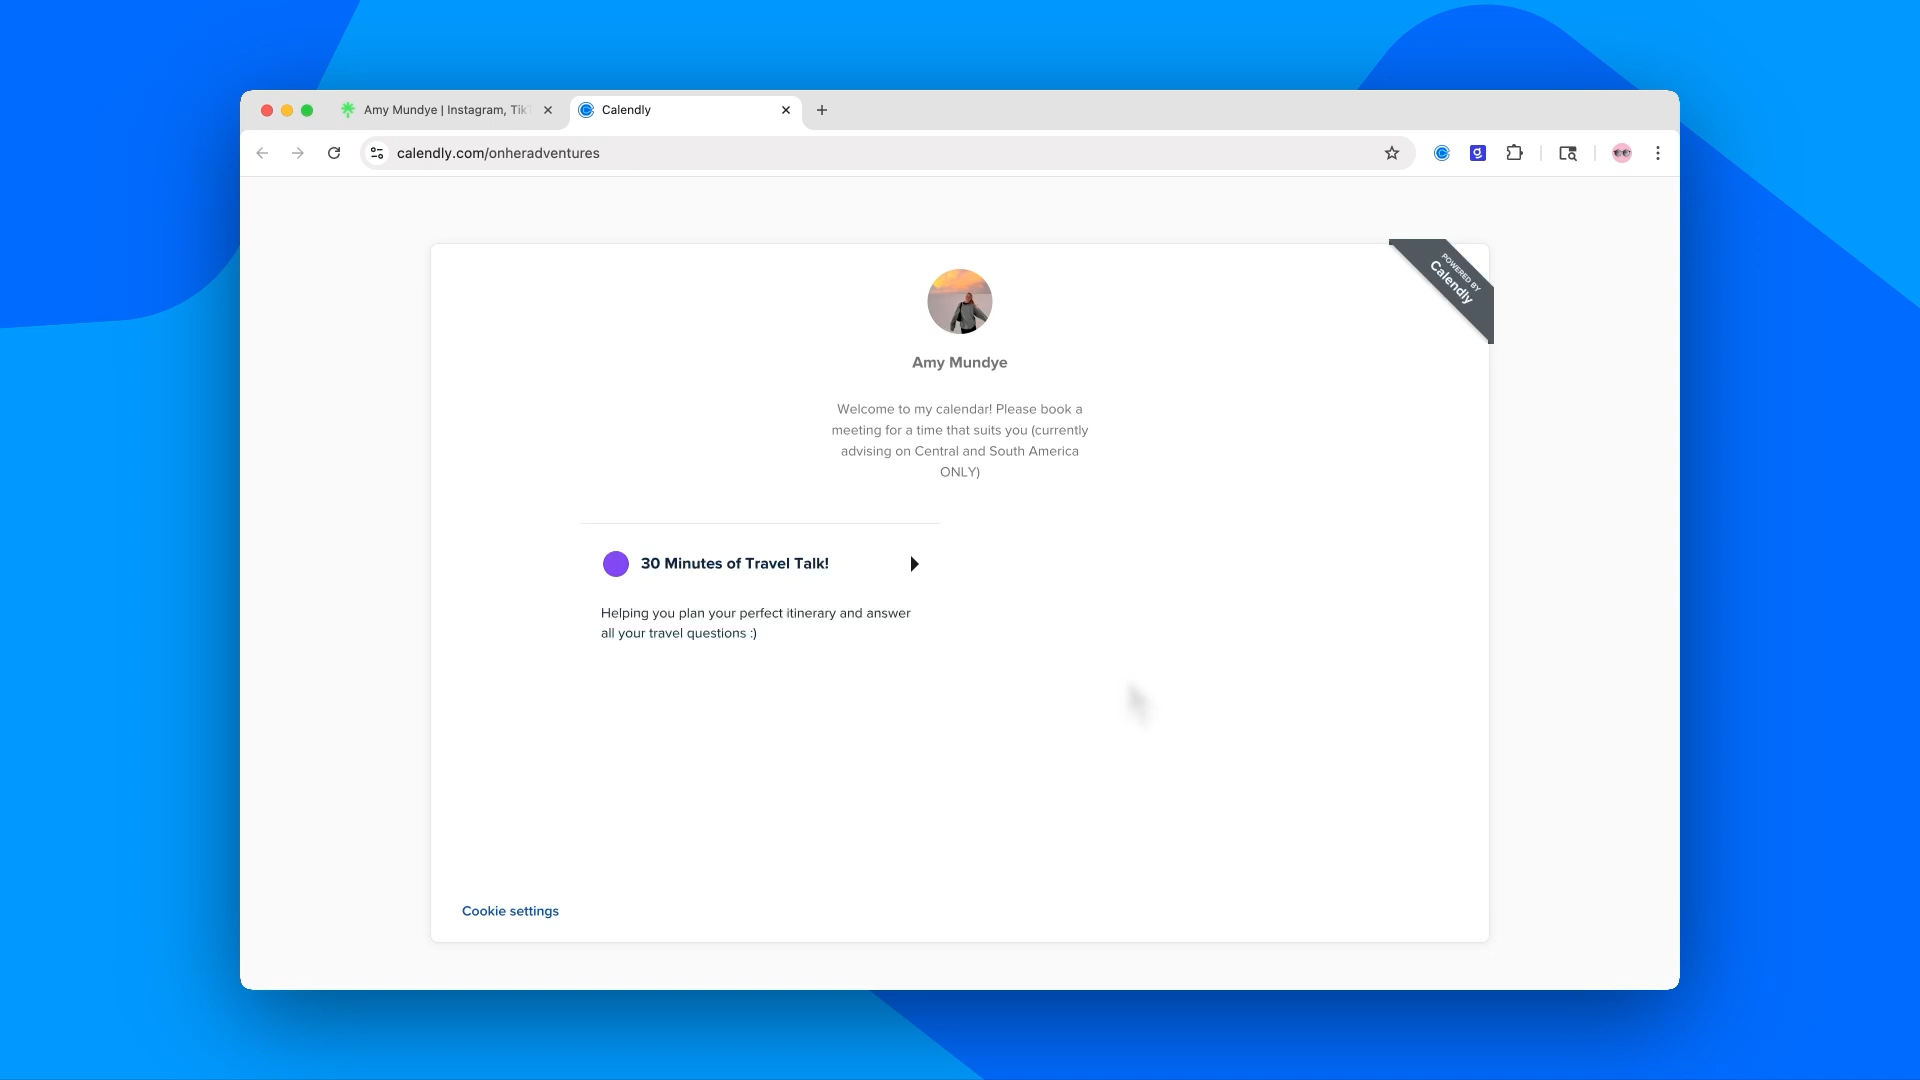 Amy Mundye | Instagram, Tik
Calendly
calendly.com/onheradventures
POWERED BY
Calendly
Amy Mundye
Welcome to my calendar! Please book a
meeting for a time that suits you (currently
advising on Central and South America
ONLY)
30 Minutes of Travel Talk!
Helping you plan your perfect itinerary and answer
all your travel questions :)
Cookie settings